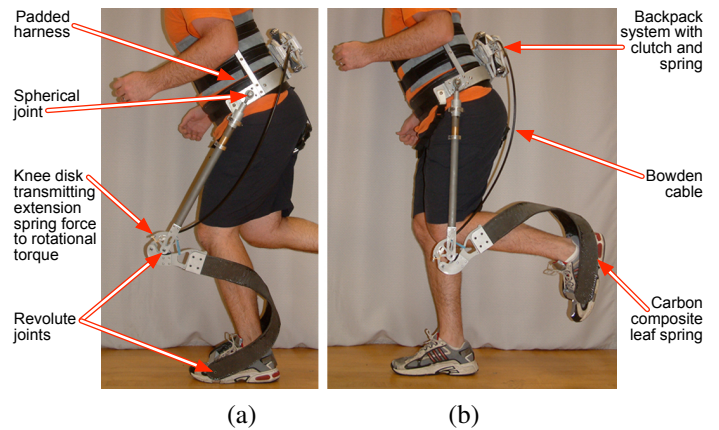 Padded
harness
Spherical
joint
Knee disk
transmitting
extension
spring force
to rotational
torque
Revolute
joints
Backpack
system with
clutch and
spring
Bowden
cable
Carbon
composite
leaf spring
(a)
(b)